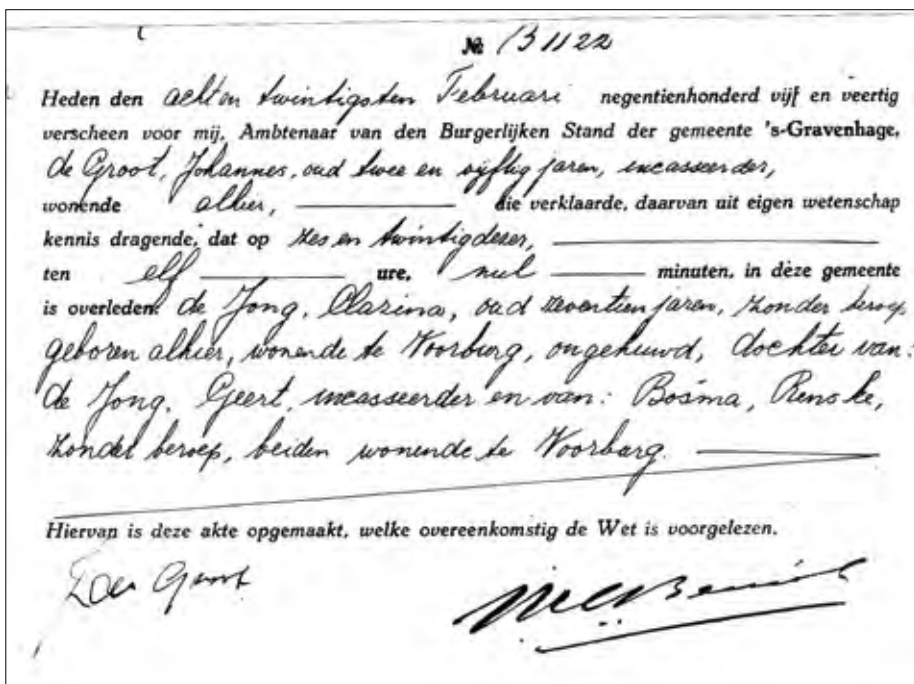 № B 1122
Heden den acht en twintigsten Februari negentienhonderd vijf en veertig
verscheen voor mij, Ambtenaar van den Burgerlijken Stand der gemeente 's-Gravenhage,
de Groot, Johannes, oud twee en vijftig jaren, incasseerder,
wonende alhier, die verklaarde, daarvan uit eigen wetenschap
kennis dragende, dat op zes en twintig dezer,
ten elf ure, nul minuten, in deze gemeente
is overleden: de Jong, Clasina, oud zeventien jaren, zonder beroep
geboren alhier, wonende te Voorburg, ongehuwd, dochter van:
de Jong, Geert, incasseerder en van: Bosma, Renske,
zonder beroep, beiden wonende te Voorburg.
Hiervan is deze akte opgemaakt, welke overeenkomstig de Wet is voorgelezen.
de Groot